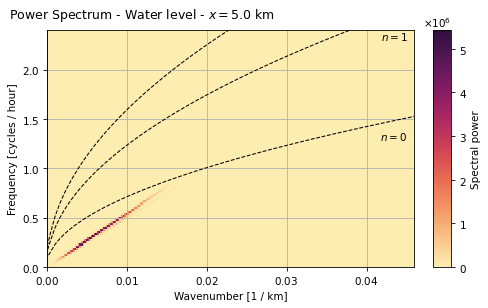 Power Spectrum - Water level - x = 5.0 km
×10⁶
n = 1
n = 0
2.0
1.5
1.0
0.5
0.0
Frequency [cycles / hour]
0.00 0.01 0.02 0.03 0.04
Wavenumber [1 / km]
5
4
3
2
1
0
Spectral power